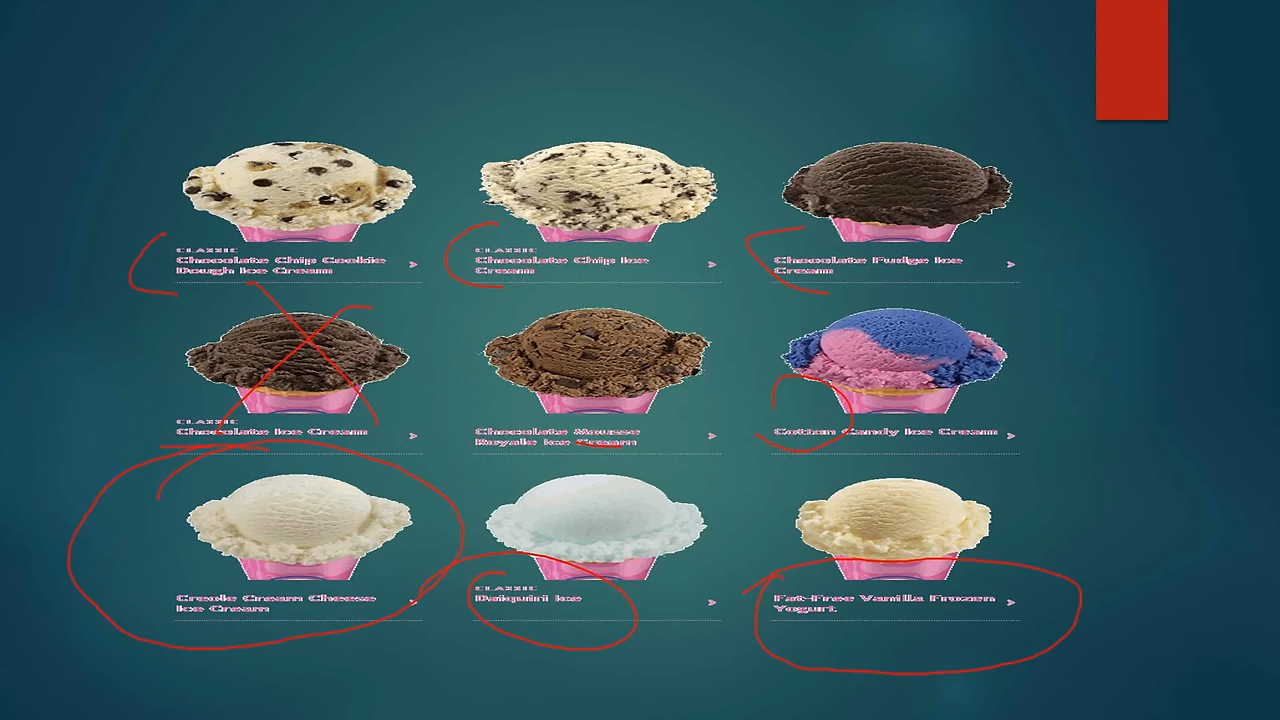 CLASSIC
Chocolate Chip Cookie
Dough Ice Cream
CLASSIC
Chocolate Chip Ice
Cream
Chocolate Fudge Ice
Cream
CLASSIC
Chocolate Ice Cream
Chocolate Mousse
Royale Ice Cream
Cotton Candy Ice Cream
Creole Cream Cheese
Ice Cream
CLASSIC
Daiquiri Ice
Fat-Free Vanilla Frozen
Yogurt